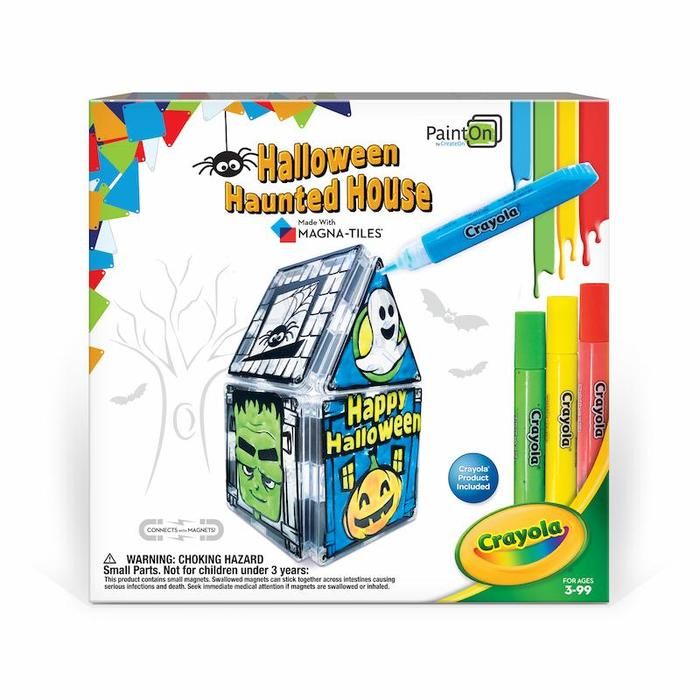 PaintOn
by CreateOn
Halloween
Haunted House
Made With
MAGNA-TILES®
Crayola
Happy
Halloween
Crayola
Crayola
Crayola
Crayola®
Product
Included
CONNECTS with MAGNETS!
Crayola
WARNING: CHOKING HAZARD
Small Parts. Not for children under 3 years:
This product contains small magnets. Swallowed magnets can stick together across intestines causing
serious infections and death. Seek immediate medical attention if magnets are swallowed or inhaled.
FOR AGES
3-99